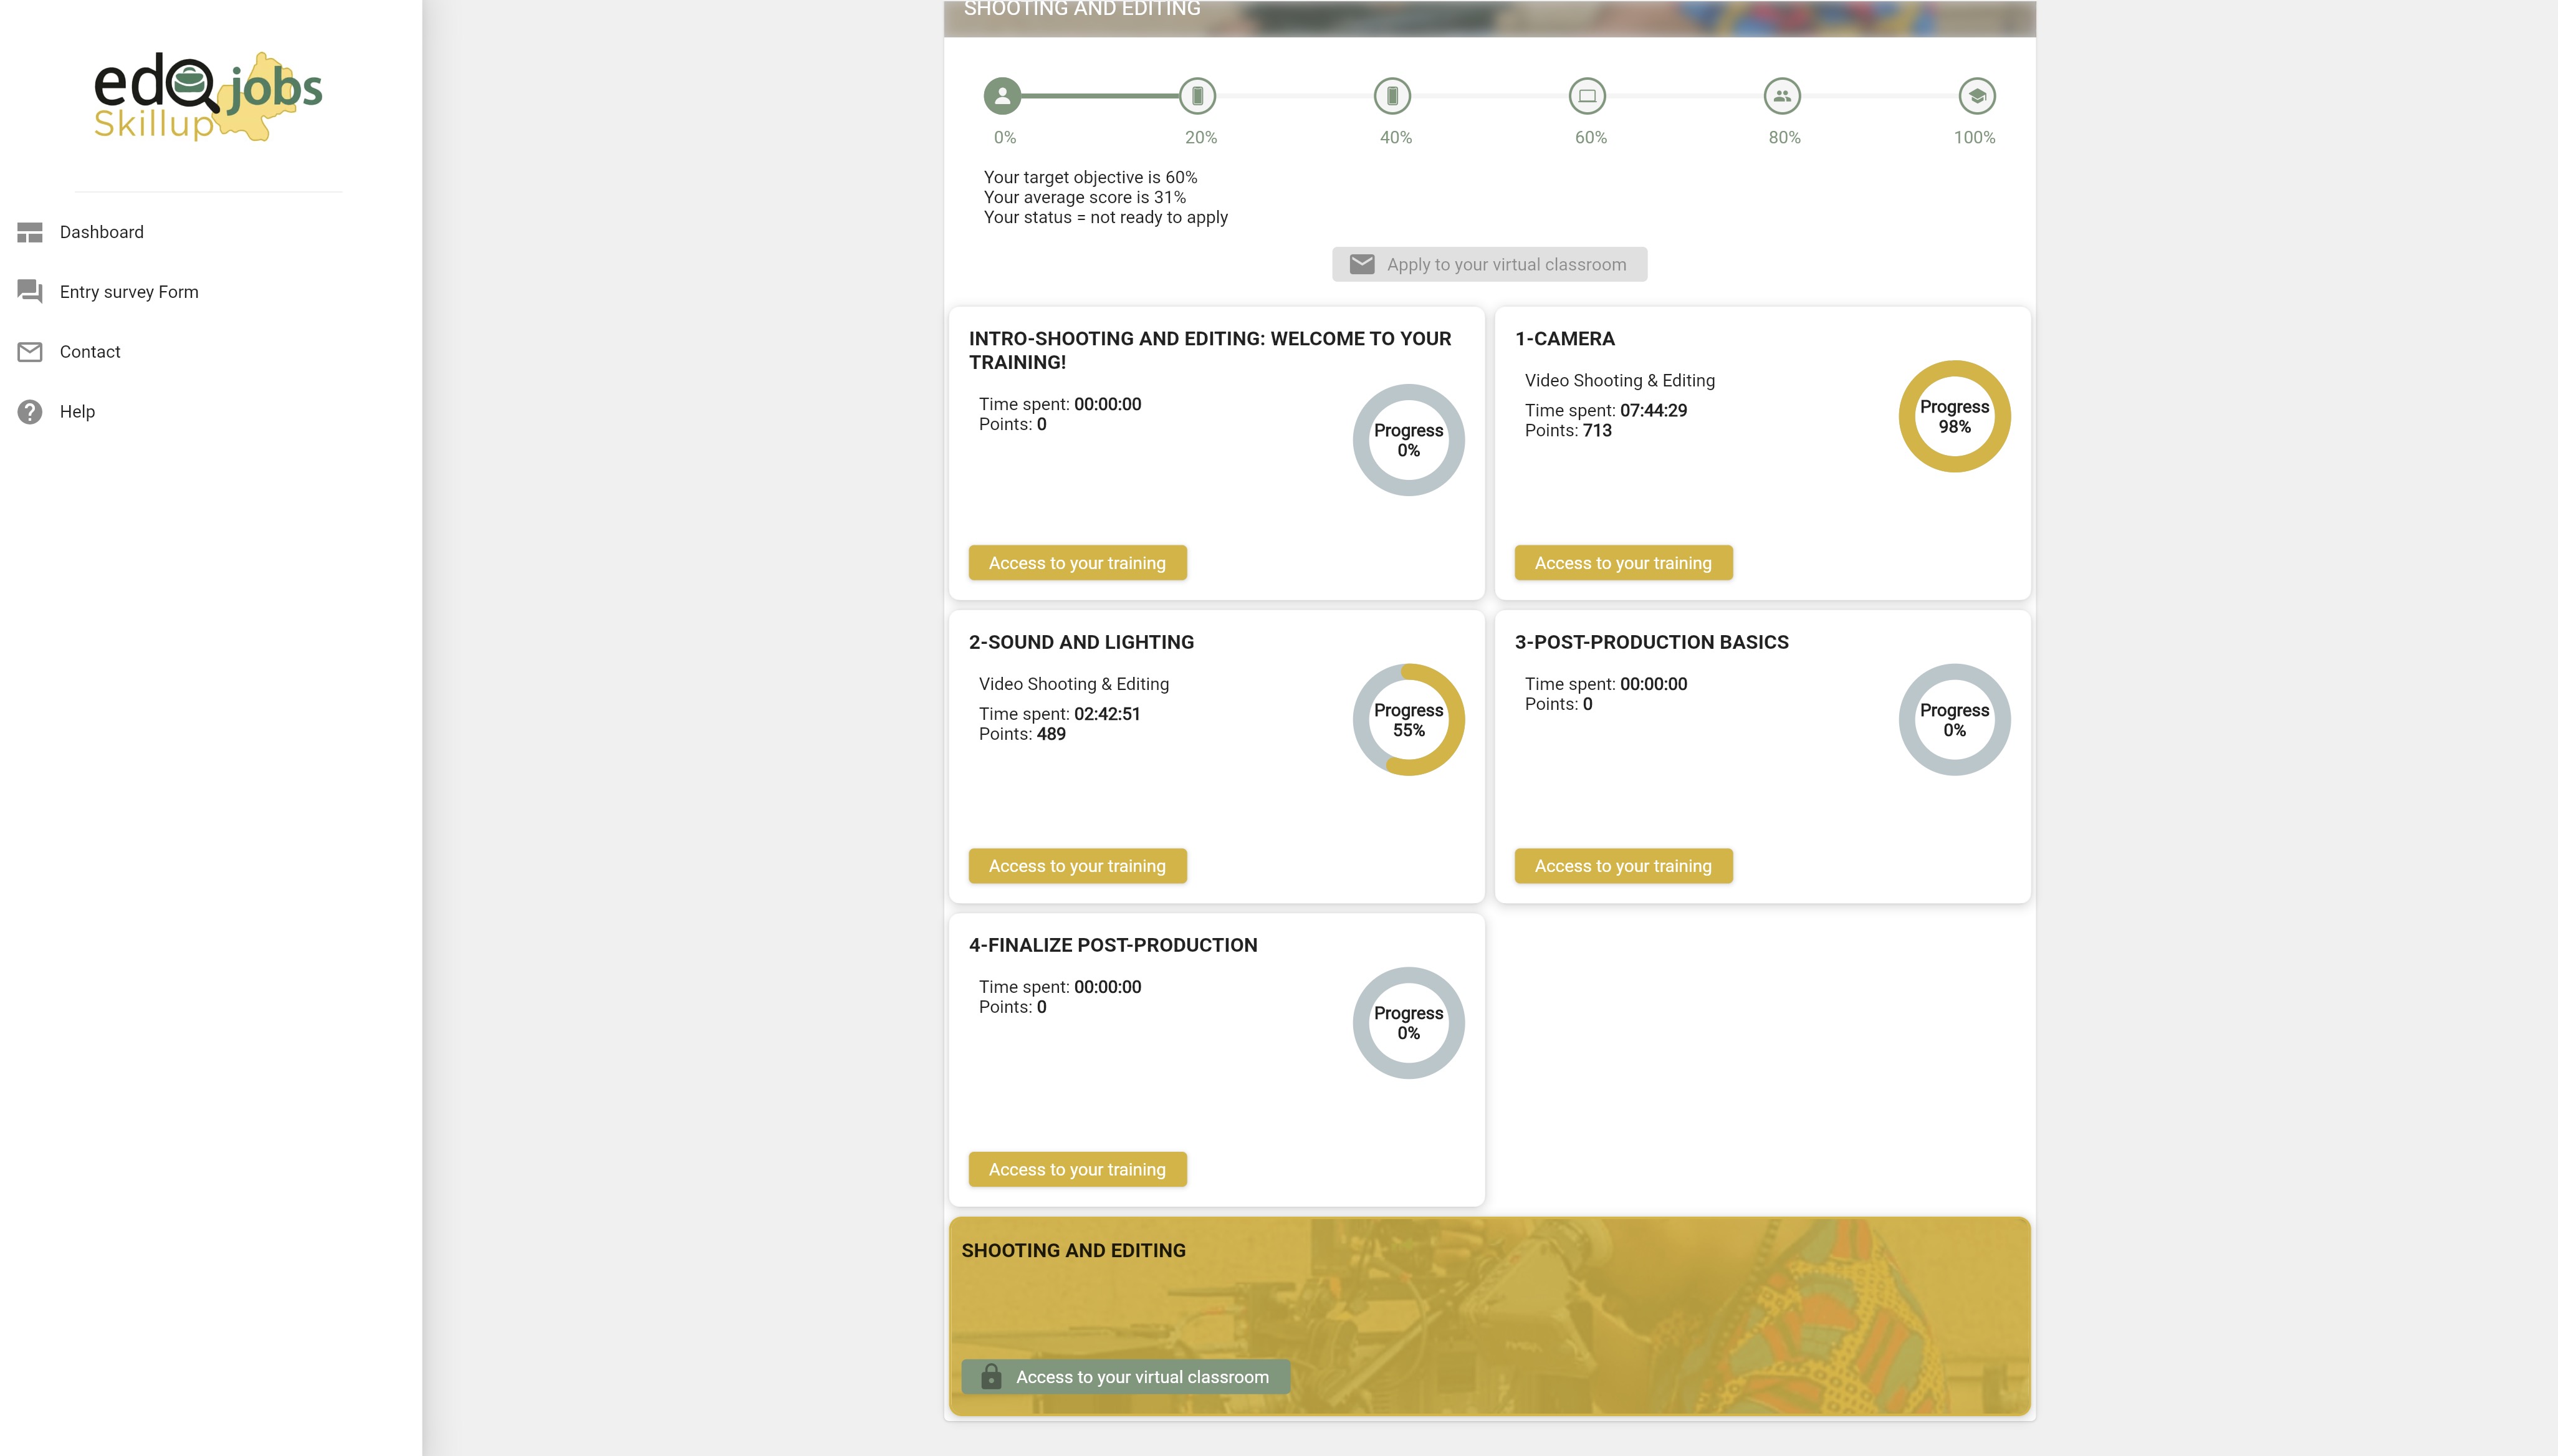 edo jobs
Skillup
Dashboard
Entry survey Form
Contact
Help
SHOOTING AND EDITING
0%
20%
40%
60%
80%
100%
Your target objective is 60%
Your average score is 31%
Your status = not ready to apply
Apply to your virtual classroom
INTRO-SHOOTING AND EDITING: WELCOME TO YOUR
TRAINING!
Time spent: 00:00:00
Points: 0
Progress
0%
Access to your training
1-CAMERA
Video Shooting & Editing
Time spent: 07:44:29
Points: 713
Progress
98%
Access to your training
2-SOUND AND LIGHTING
Video Shooting & Editing
Time spent: 02:42:51
Points: 489
Progress
55%
Access to your training
3-POST-PRODUCTION BASICS
Time spent: 00:00:00
Points: 0
Progress
0%
Access to your training
4-FINALIZE POST-PRODUCTION
Time spent: 00:00:00
Points: 0
Progress
0%
Access to your training
SHOOTING AND EDITING
Access to your virtual classroom